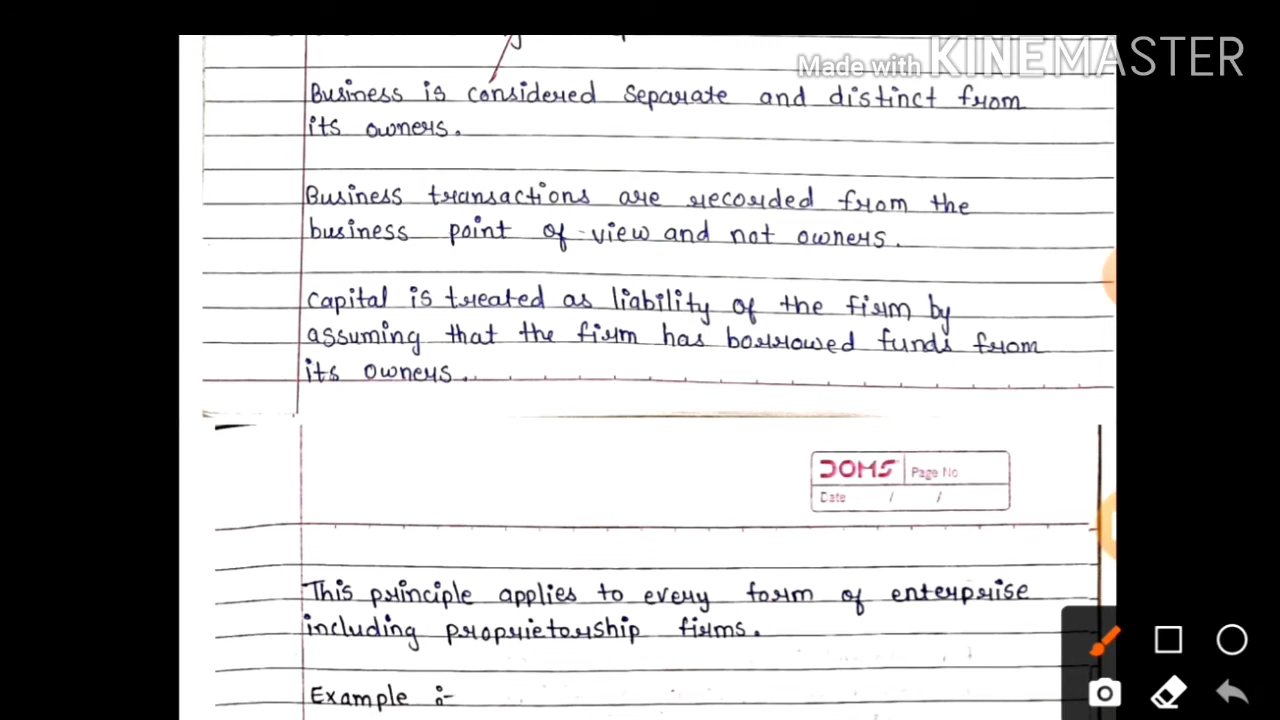 Made with KINEMASTER
Business is considered separate and distinct from
its owners.
Business transactions are recorded from the
business point of view and not owners.
Capital is treated as liability of the firm by
assuming that the firm has borrowed funds from
its owners.
DOMS Page No
Date / /
This principle applies to every form of enterprise
including proprietorship firms.
Example :-